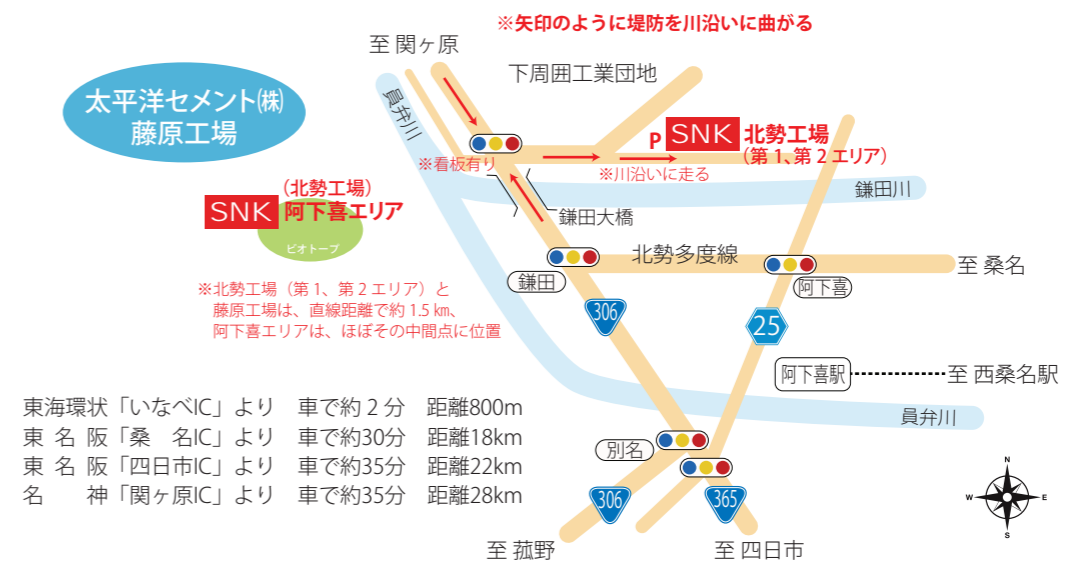 ※矢印のように堤防を川沿いに曲がる
至 関ヶ原
下周囲工業団地
太平洋セメント㈱
藤原工場
員弁川
P SNK 北勢工場
(第1、第2エリア)
※看板有り
※川沿いに走る
鎌田川
(北勢工場)
SNK 阿下喜エリア
ビオトープ
鎌田大橋
北勢多度線
至 桑名
鎌田
阿下喜
※北勢工場（第1、第2エリア）と
藤原工場は、直線距離で約1.5㎞、
阿下喜エリアは、ほぼその中間点に位置
306
25
阿下喜駅
至 西桑名駅
東海環状「いなべIC」より 車で約2分 距離800m
東名阪「桑 名IC」より 車で約30分 距離18km
東名阪「四日市IC」より 車で約35分 距離22km
名 神「関ヶ原IC」より 車で約35分 距離28km
員弁川
別名
306
365
至 菰野
至 四日市
N
W
E
S